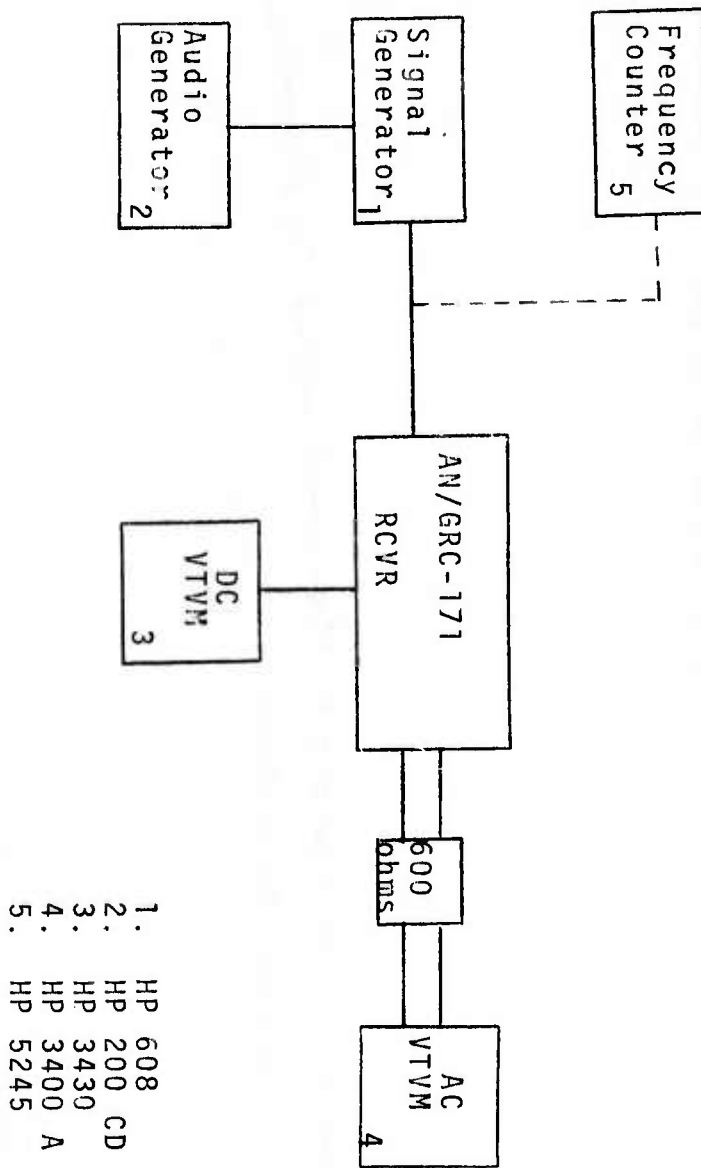 Frequency
Counter
5
Signal
Generator
1
Audio
Generator
2
AN/GRC-171
RCVR
DC
VTVM
3
600
ohms
AC
VTVM
4
1. HP 608
2. HP 200 CD
3. HP 3430
4. HP 3400 A
5. HP 5245